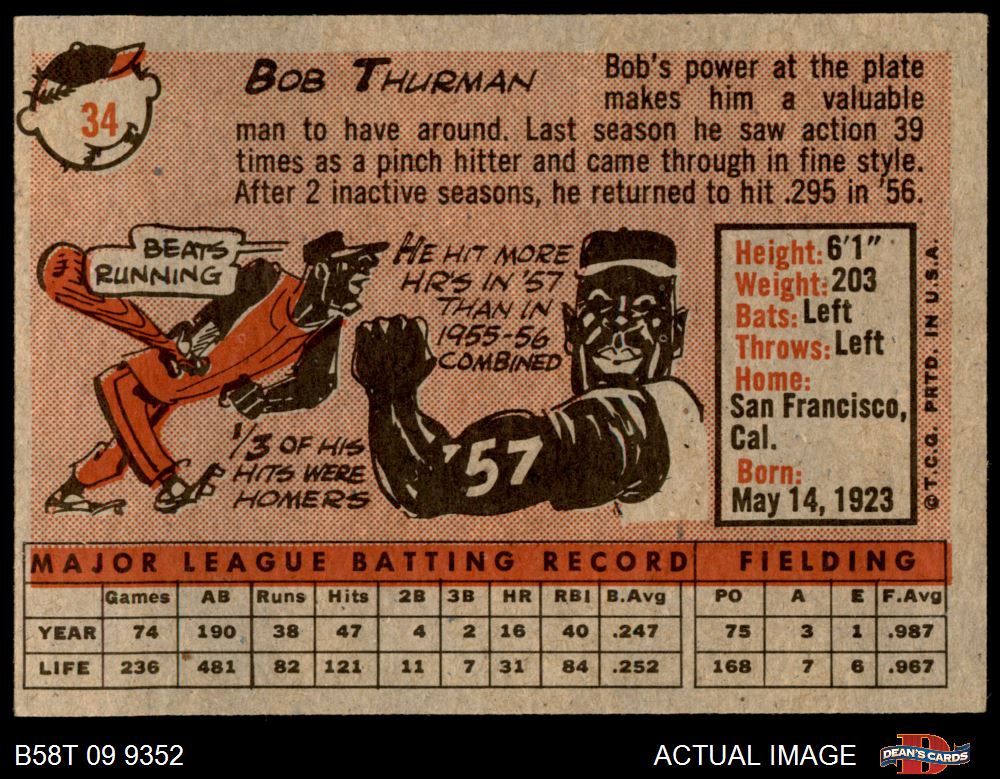 34
BOB THURMAN
Bob's power at the plate
makes him a valuable
man to have around. Last season he saw action 39
times as a pinch hitter and came through in fine style.
After 2 inactive seasons, he returned to hit .295 in '56.
BEATS
RUNNING
HE HIT MORE
HR'S IN '57
THAN IN
1955-56
COMBINED
1/3 OF HIS
HITS WERE
HOMERS
'57
Height: 6'1"
Weight: 203
Bats: Left
Throws: Left
Home:
San Francisco,
Cal.
Born:
May 14, 1923
© T.C.G. PRTD. IN U.S.A.
MAJOR LEAGUE BATTING RECORD FIELDING
Games AB Runs Hits 2B 3B HR RBI B.Avg PO A E F.Avg
YEAR 74 190 38 47 4 2 16 40 .247 75 3 1 .987
LIFE 236 481 82 121 11 7 31 84 .252 168 7 6 .967
B58T 09 9352 ACTUAL IMAGE DEAN'S CARDS